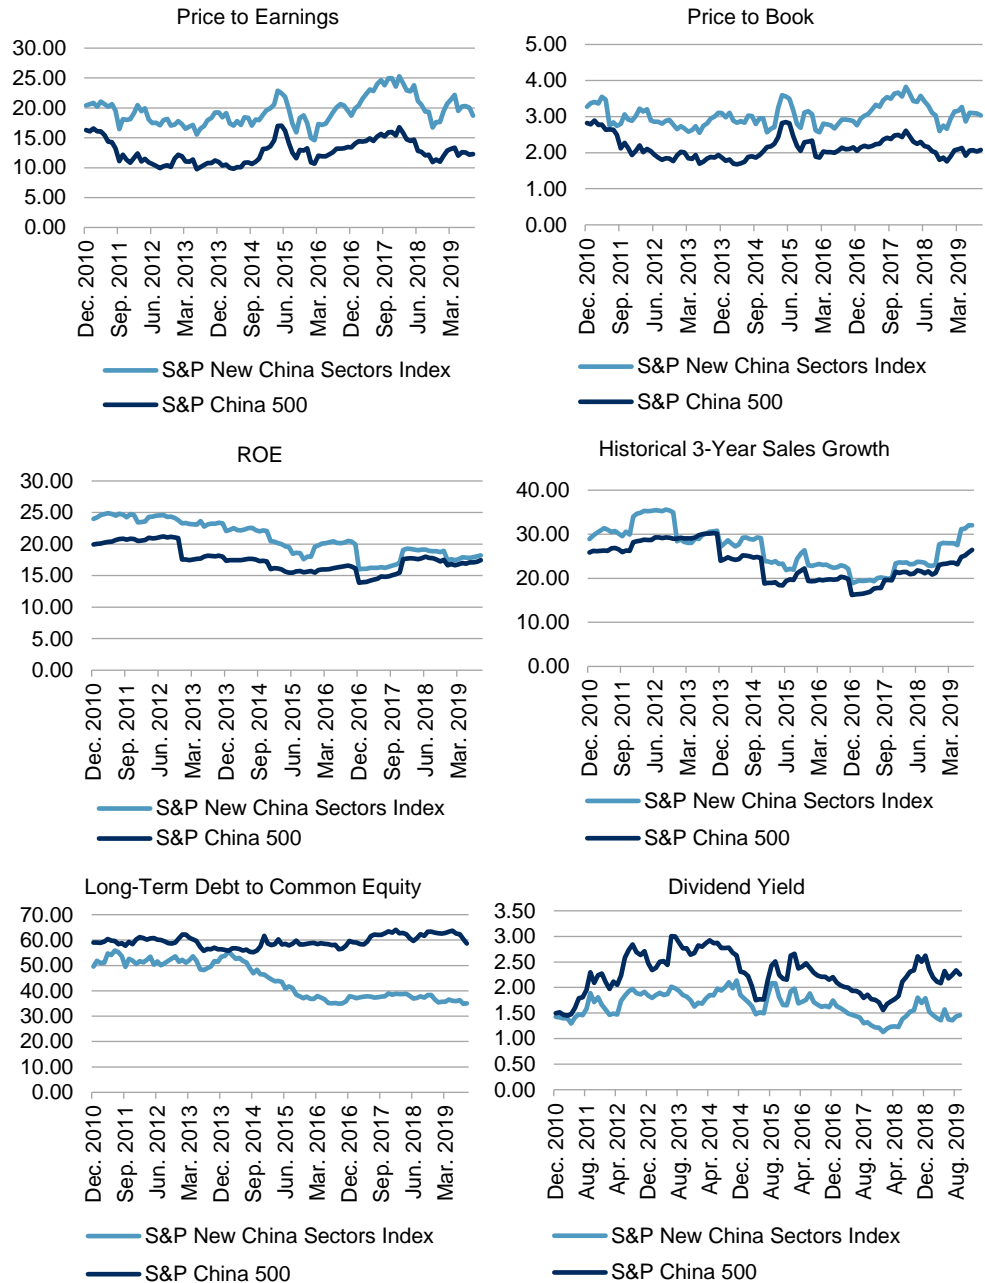 Price to Earnings
30.00
25.00
20.00
15.00
10.00
5.00
0.00
Dec. 2010
Sep. 2011
Jun. 2012
Mar. 2013
Dec. 2013
Sep. 2014
Jun. 2015
Mar. 2016
Dec. 2016
Sep. 2017
Jun. 2018
Mar. 2019
S&P New China Sectors Index
S&P China 500
Price to Book
5.00
4.00
3.00
2.00
1.00
0.00
Dec. 2010
Sep. 2011
Jun. 2012
Mar. 2013
Dec. 2013
Sep. 2014
Jun. 2015
Mar. 2016
Dec. 2016
Sep. 2017
Jun. 2018
Mar. 2019
S&P New China Sectors Index
S&P China 500
ROE
30.00
25.00
20.00
15.00
10.00
5.00
0.00
Dec. 2010
Sep. 2011
Jun. 2012
Mar. 2013
Dec. 2013
Sep. 2014
Jun. 2015
Mar. 2016
Dec. 2016
Sep. 2017
Jun. 2018
Mar. 2019
S&P New China Sectors Index
S&P China 500
Historical 3-Year Sales Growth
40.00
30.00
20.00
10.00
0.00
Dec. 2010
Sep. 2011
Jun. 2012
Mar. 2013
Dec. 2013
Sep. 2014
Jun. 2015
Mar. 2016
Dec. 2016
Sep. 2017
Jun. 2018
Mar. 2019
S&P New China Sectors Index
S&P China 500
Long-Term Debt to Common Equity
70.00
60.00
50.00
40.00
30.00
20.00
10.00
0.00
Dec. 2010
Sep. 2011
Jun. 2012
Mar. 2013
Dec. 2013
Sep. 2014
Jun. 2015
Mar. 2016
Dec. 2016
Sep. 2017
Jun. 2018
Mar. 2019
S&P New China Sectors Index
S&P China 500
Dividend Yield
3.50
3.00
2.50
2.00
1.50
1.00
0.50
0.00
Dec. 2010
Aug. 2011
Apr. 2012
Dec. 2012
Aug. 2013
Apr. 2014
Dec. 2014
Aug. 2015
Apr. 2016
Dec. 2016
Aug. 2017
Apr. 2018
Dec. 2018
Aug. 2019
S&P New China Sectors Index
S&P China 500